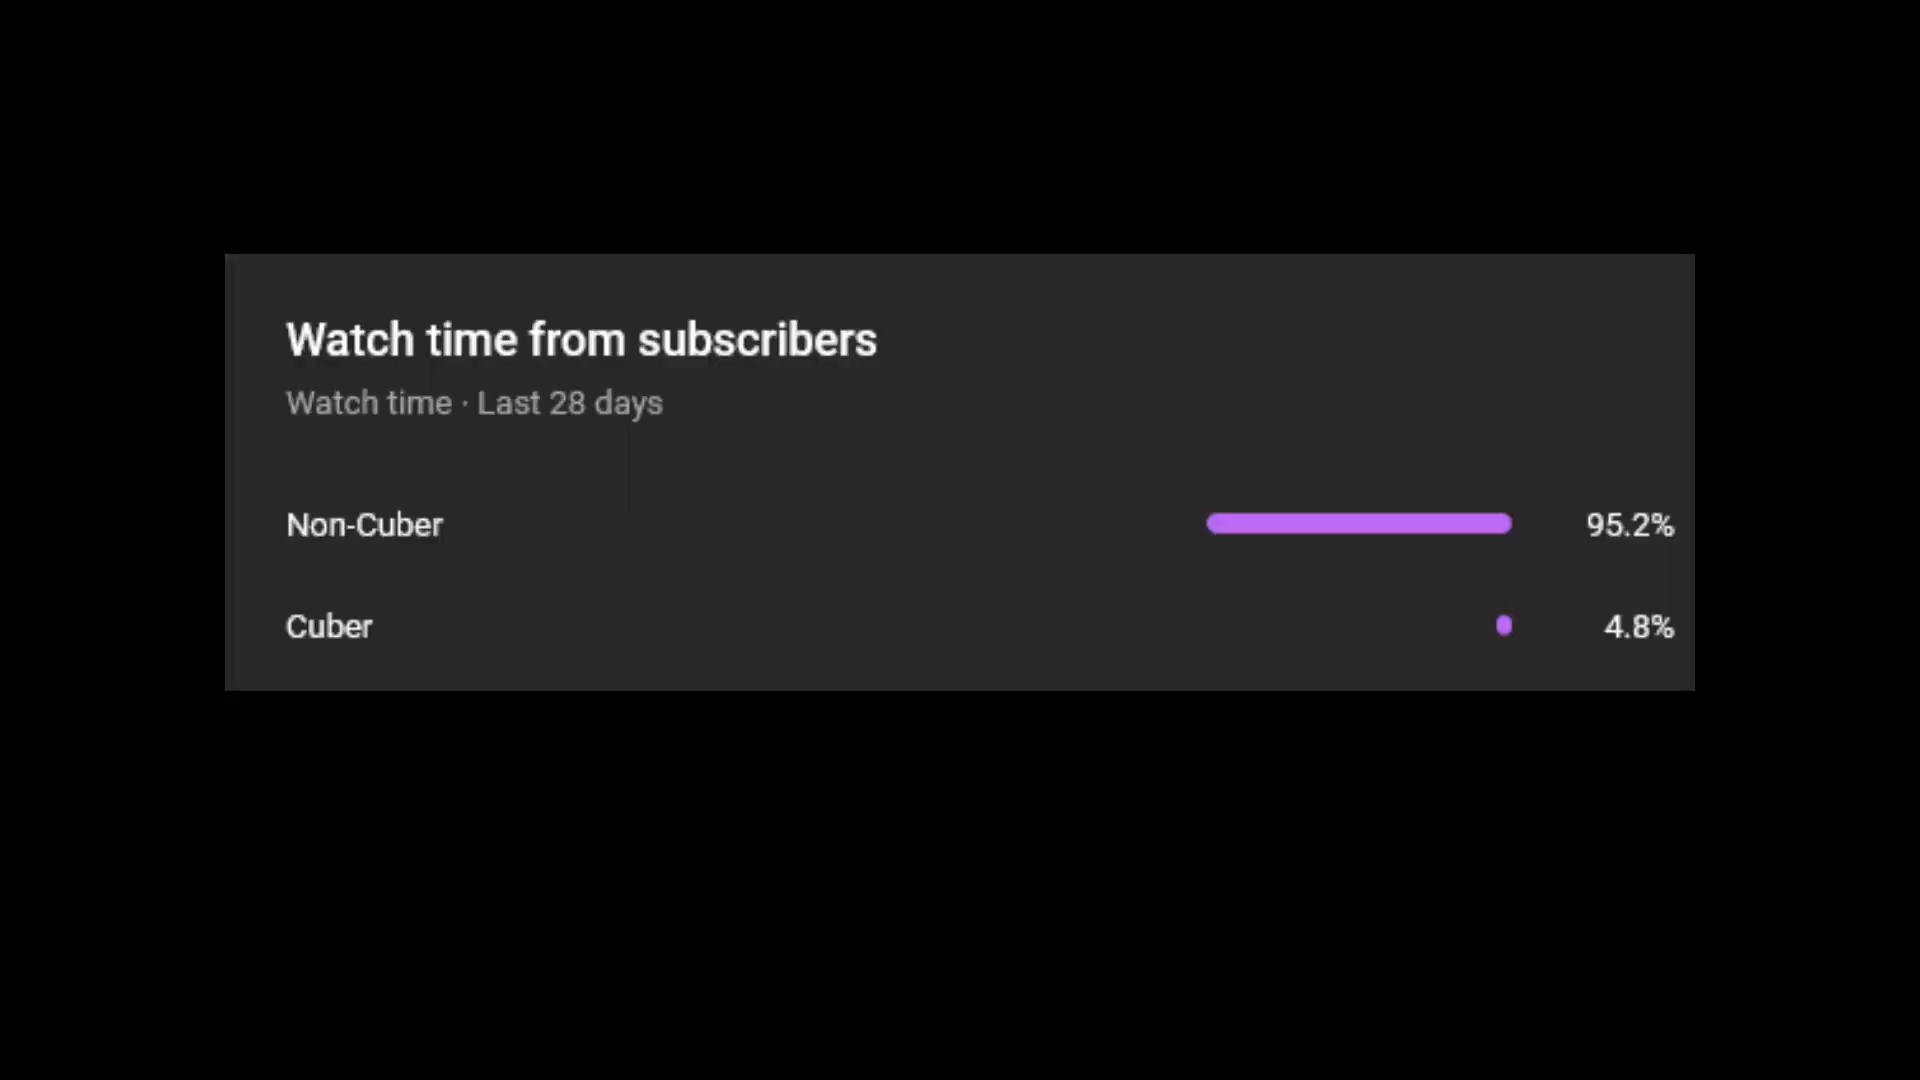 Watch time from subscribers
Watch time · Last 28 days
Non-Cuber 95.2%
Cuber 4.8%